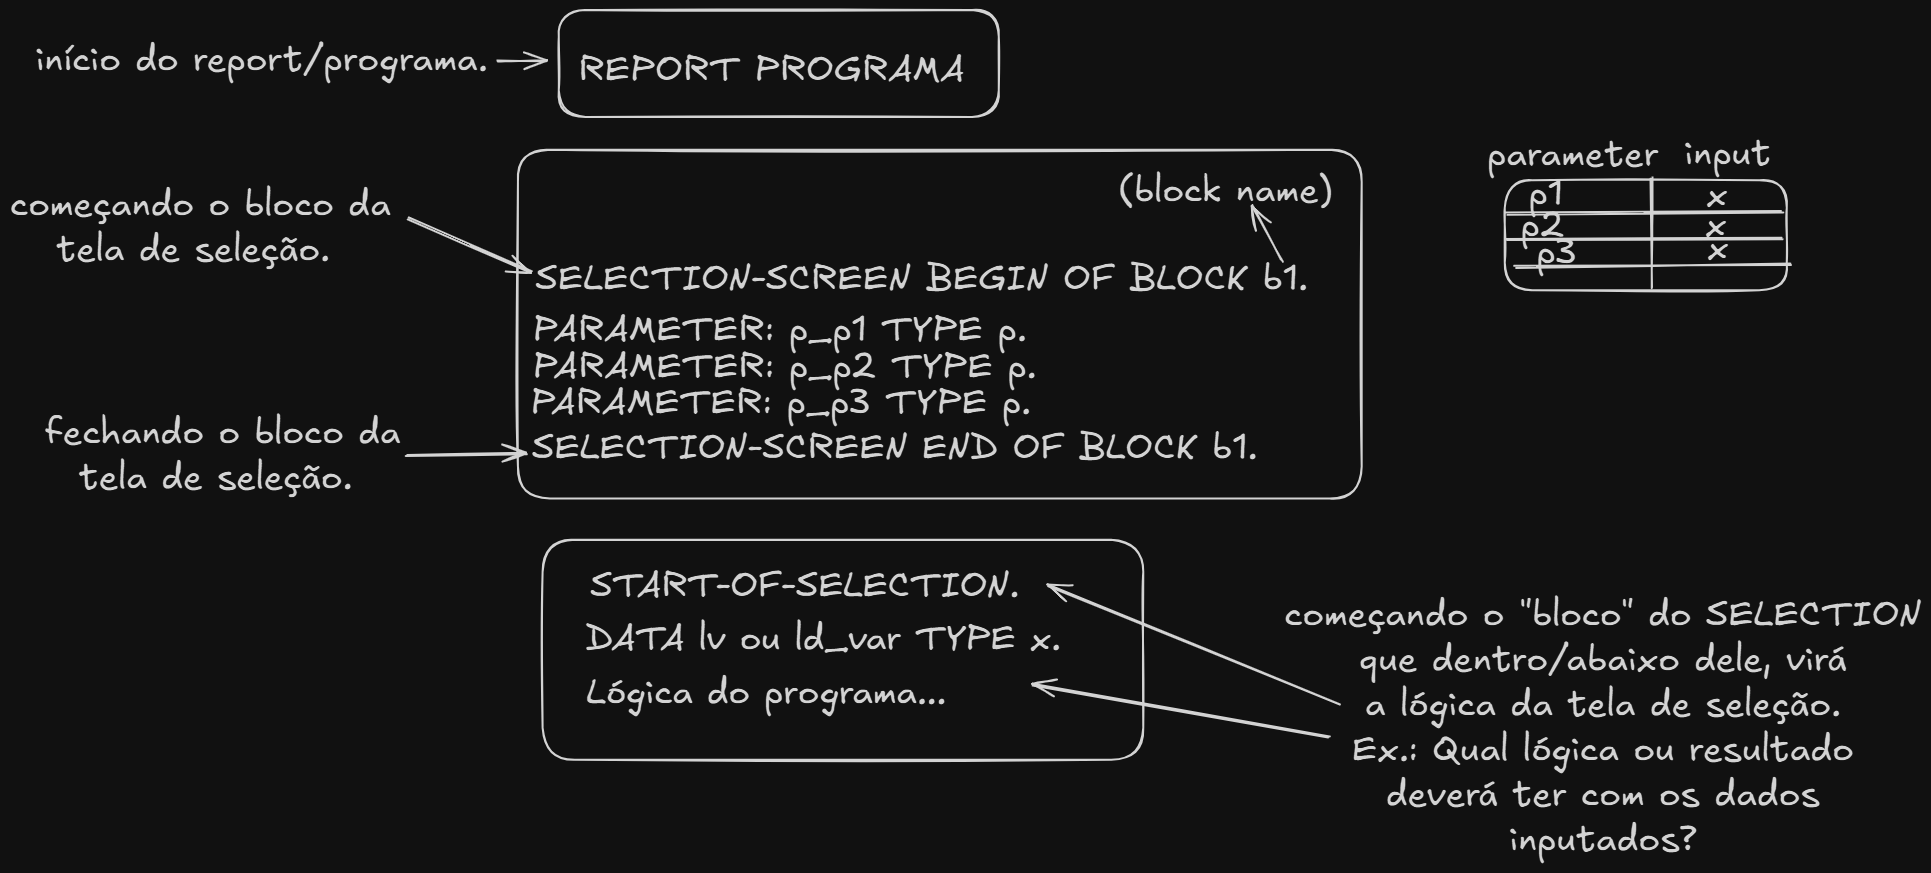 início do report/programa.
REPORT PROGRAMA
começando o bloco da
tela de seleção.
(block name)
SELECTION-SCREEN BEGIN OF BLOCK b1.
PARAMETER: p_p1 TYPE p.
PARAMETER: p_p2 TYPE p.
PARAMETER: p_p3 TYPE p.
SELECTION-SCREEN END OF BLOCK b1.
fechando o bloco da
tela de seleção.
parameter input
p1 x
p2 x
p3 x
START-OF-SELECTION.
DATA lv ou ld_var TYPE x.
Lógica do programa...
começando o "bloco" do SELECTION
que dentro/abaixo dele, virá
a lógica da tela de seleção.
Ex.: Qual lógica ou resultado
deverá ter com os dados
inputados?